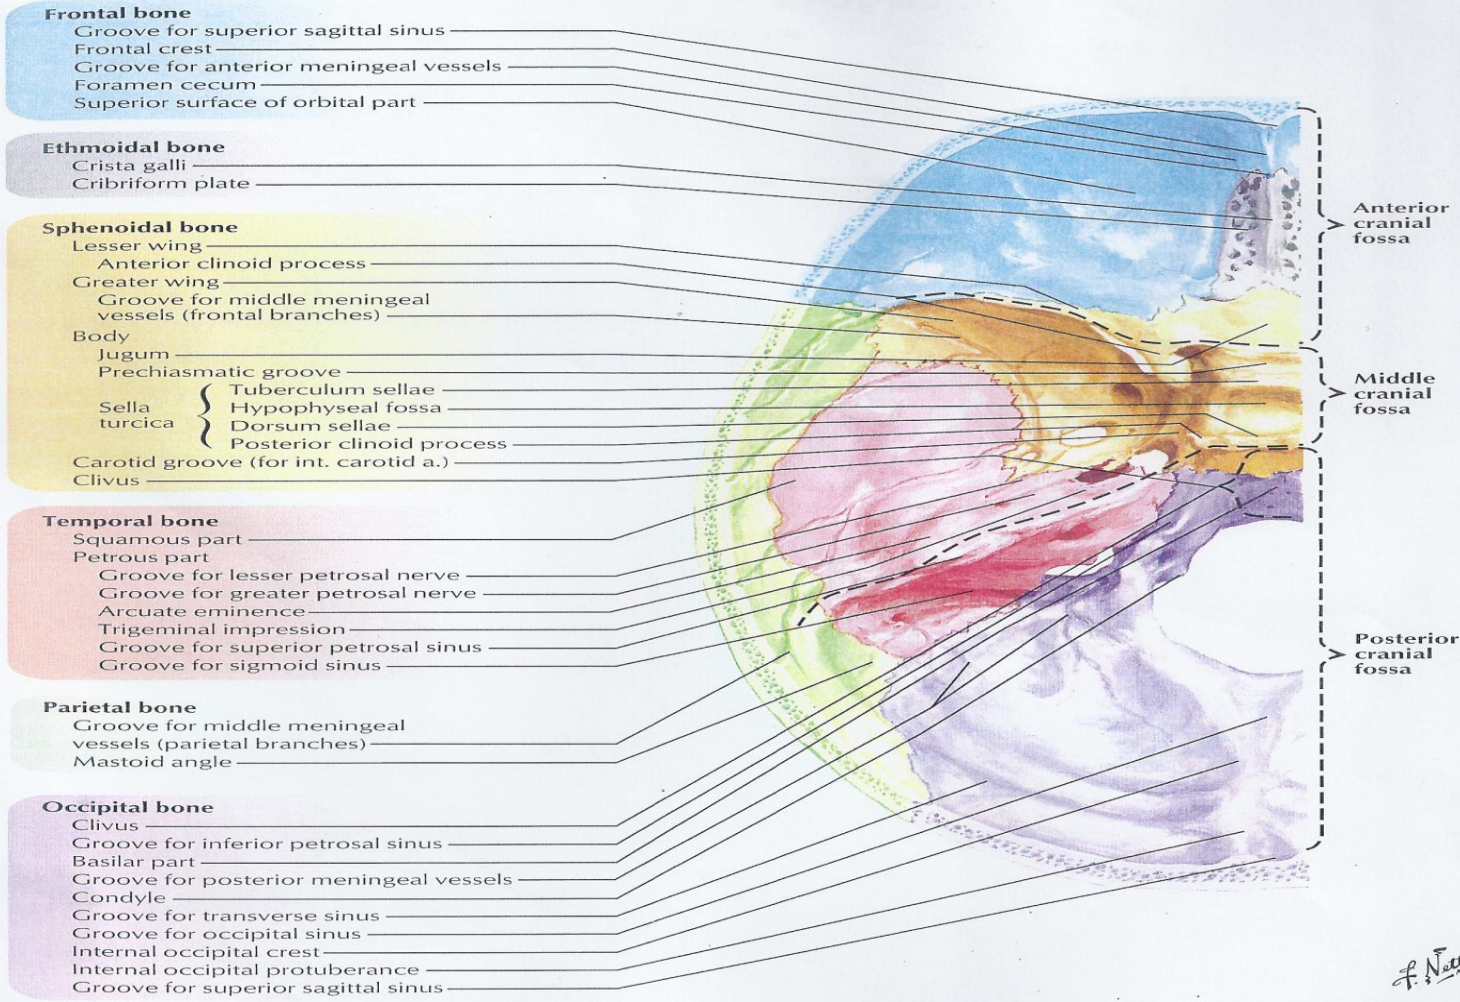 Frontal bone
Groove for superior sagittal sinus
Frontal crest
Groove for anterior meningeal vessels
Foramen cecum
Superior surface of orbital part
Ethmoidal bone
Crista galli
Cribriform plate
Sphenoidal bone
Lesser wing
Anterior clinoid process
Greater wing
Groove for middle meningeal
vessels (frontal branches)
Body
Jugum
Prechiasmatic groove
Sella
turcica
Tuberculum sellae
Hypophyseal fossa
Dorsum sellae
Posterior clinoid process
Carotid groove (for int. carotid a.)
Clivus
Temporal bone
Squamous part
Petrous part
Groove for lesser petrosal nerve
Groove for greater petrosal nerve
Arcuate eminence
Trigeminal impression
Groove for superior petrosal sinus
Groove for sigmoid sinus
Parietal bone
Groove for middle meningeal
vessels (parietal branches)
Mastoid angle
Occipital bone
Clivus
Groove for inferior petrosal sinus
Basilar part
Groove for posterior meningeal vessels
Condyle
Groove for transverse sinus
Groove for occipital sinus
Internal occipital crest
Internal occipital protuberance
Groove for superior sagittal sinus
Anterior
cranial
fossa
Middle
cranial
fossa
Posterior
cranial
fossa